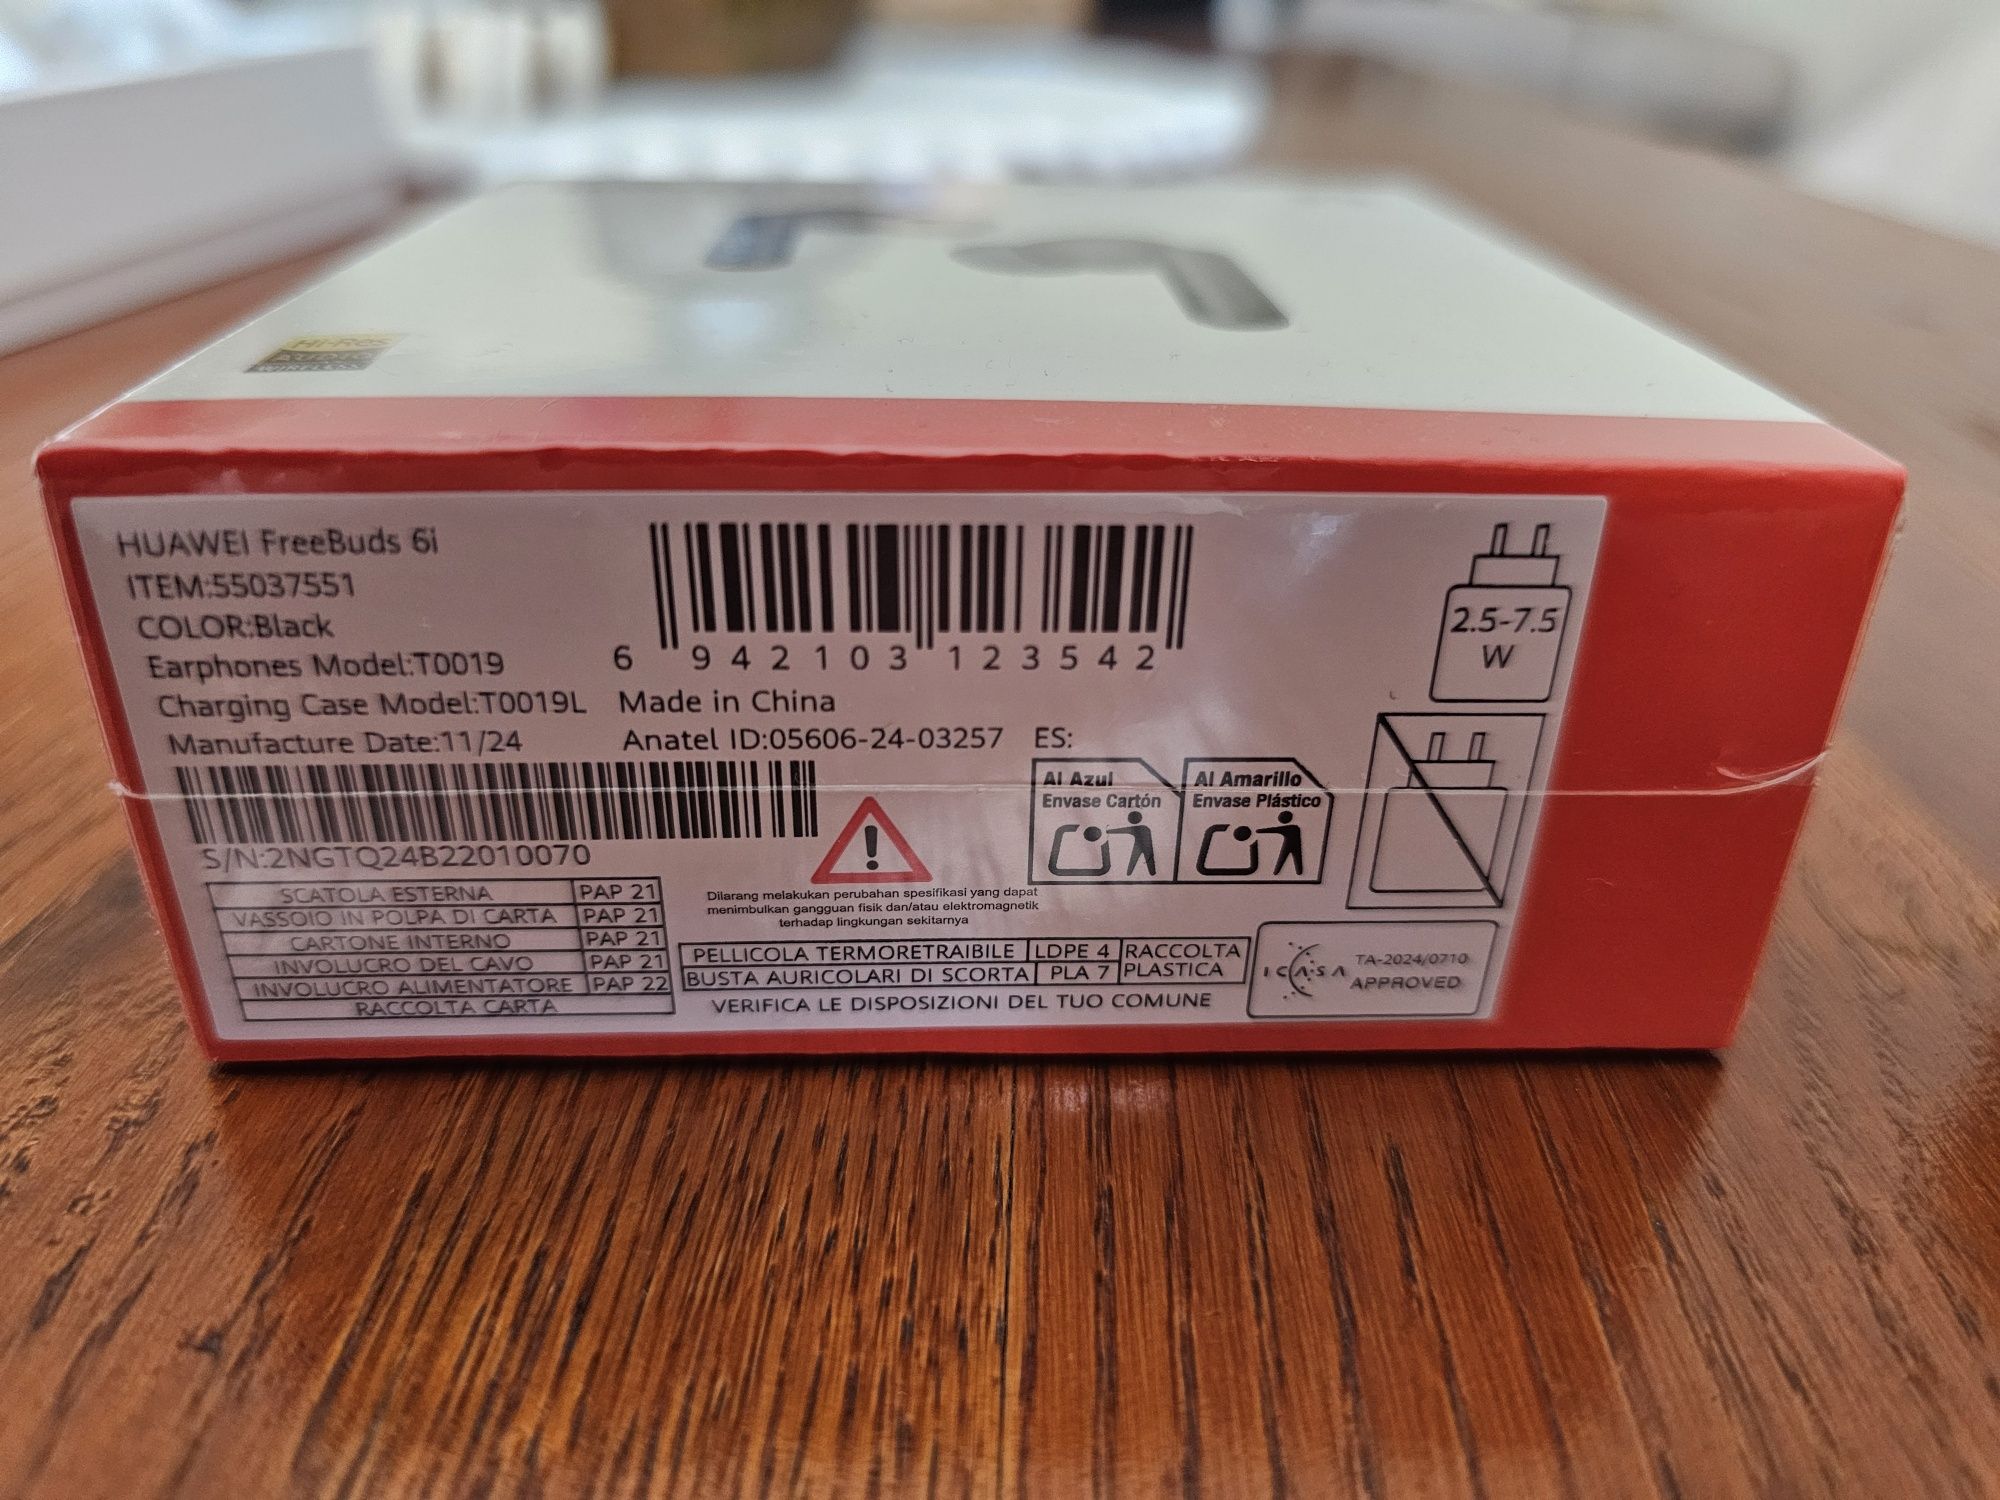 Hi-Res
AUDIO
WIRELESS
HUAWEI FreeBuds 6i
ITEM:55037551
COLOR:Black
Earphones Model:T0019
Charging Case Model:T0019L
Manufacture Date:11/24
S/N:2NGTQ24B22010070
6 942103 123542
Made in China
Anatel ID:05606-24-03257 ES:
Al Azul
Envase Cartón
Al Amarillo
Envase Plástico
2.5-7.5
W
Dilarang melakukan perubahan spesifikasi yang dapat
menimbulkan gangguan fisik dan/atau elektromagnetik
terhadap lingkungan sekitarnya
SCATOLA ESTERNA PAP 21
VASSOIO IN POLPA DI CARTA PAP 21
CARTONE INTERNO PAP 21
INVOLUCRO DEL CAVO PAP 21
INVOLUCRO ALIMENTATORE PAP 22
RACCOLTA CARTA
PELLICOLA TERMORETRAIBILE LDPE 4 RACCOLTA
BUSTA AURICOLARI DI SCORTA PLA 7 PLASTICA
VERIFICA LE DISPOSIZIONI DEL TUO COMUNE
ICASA TA-2024/0710
APPROVED